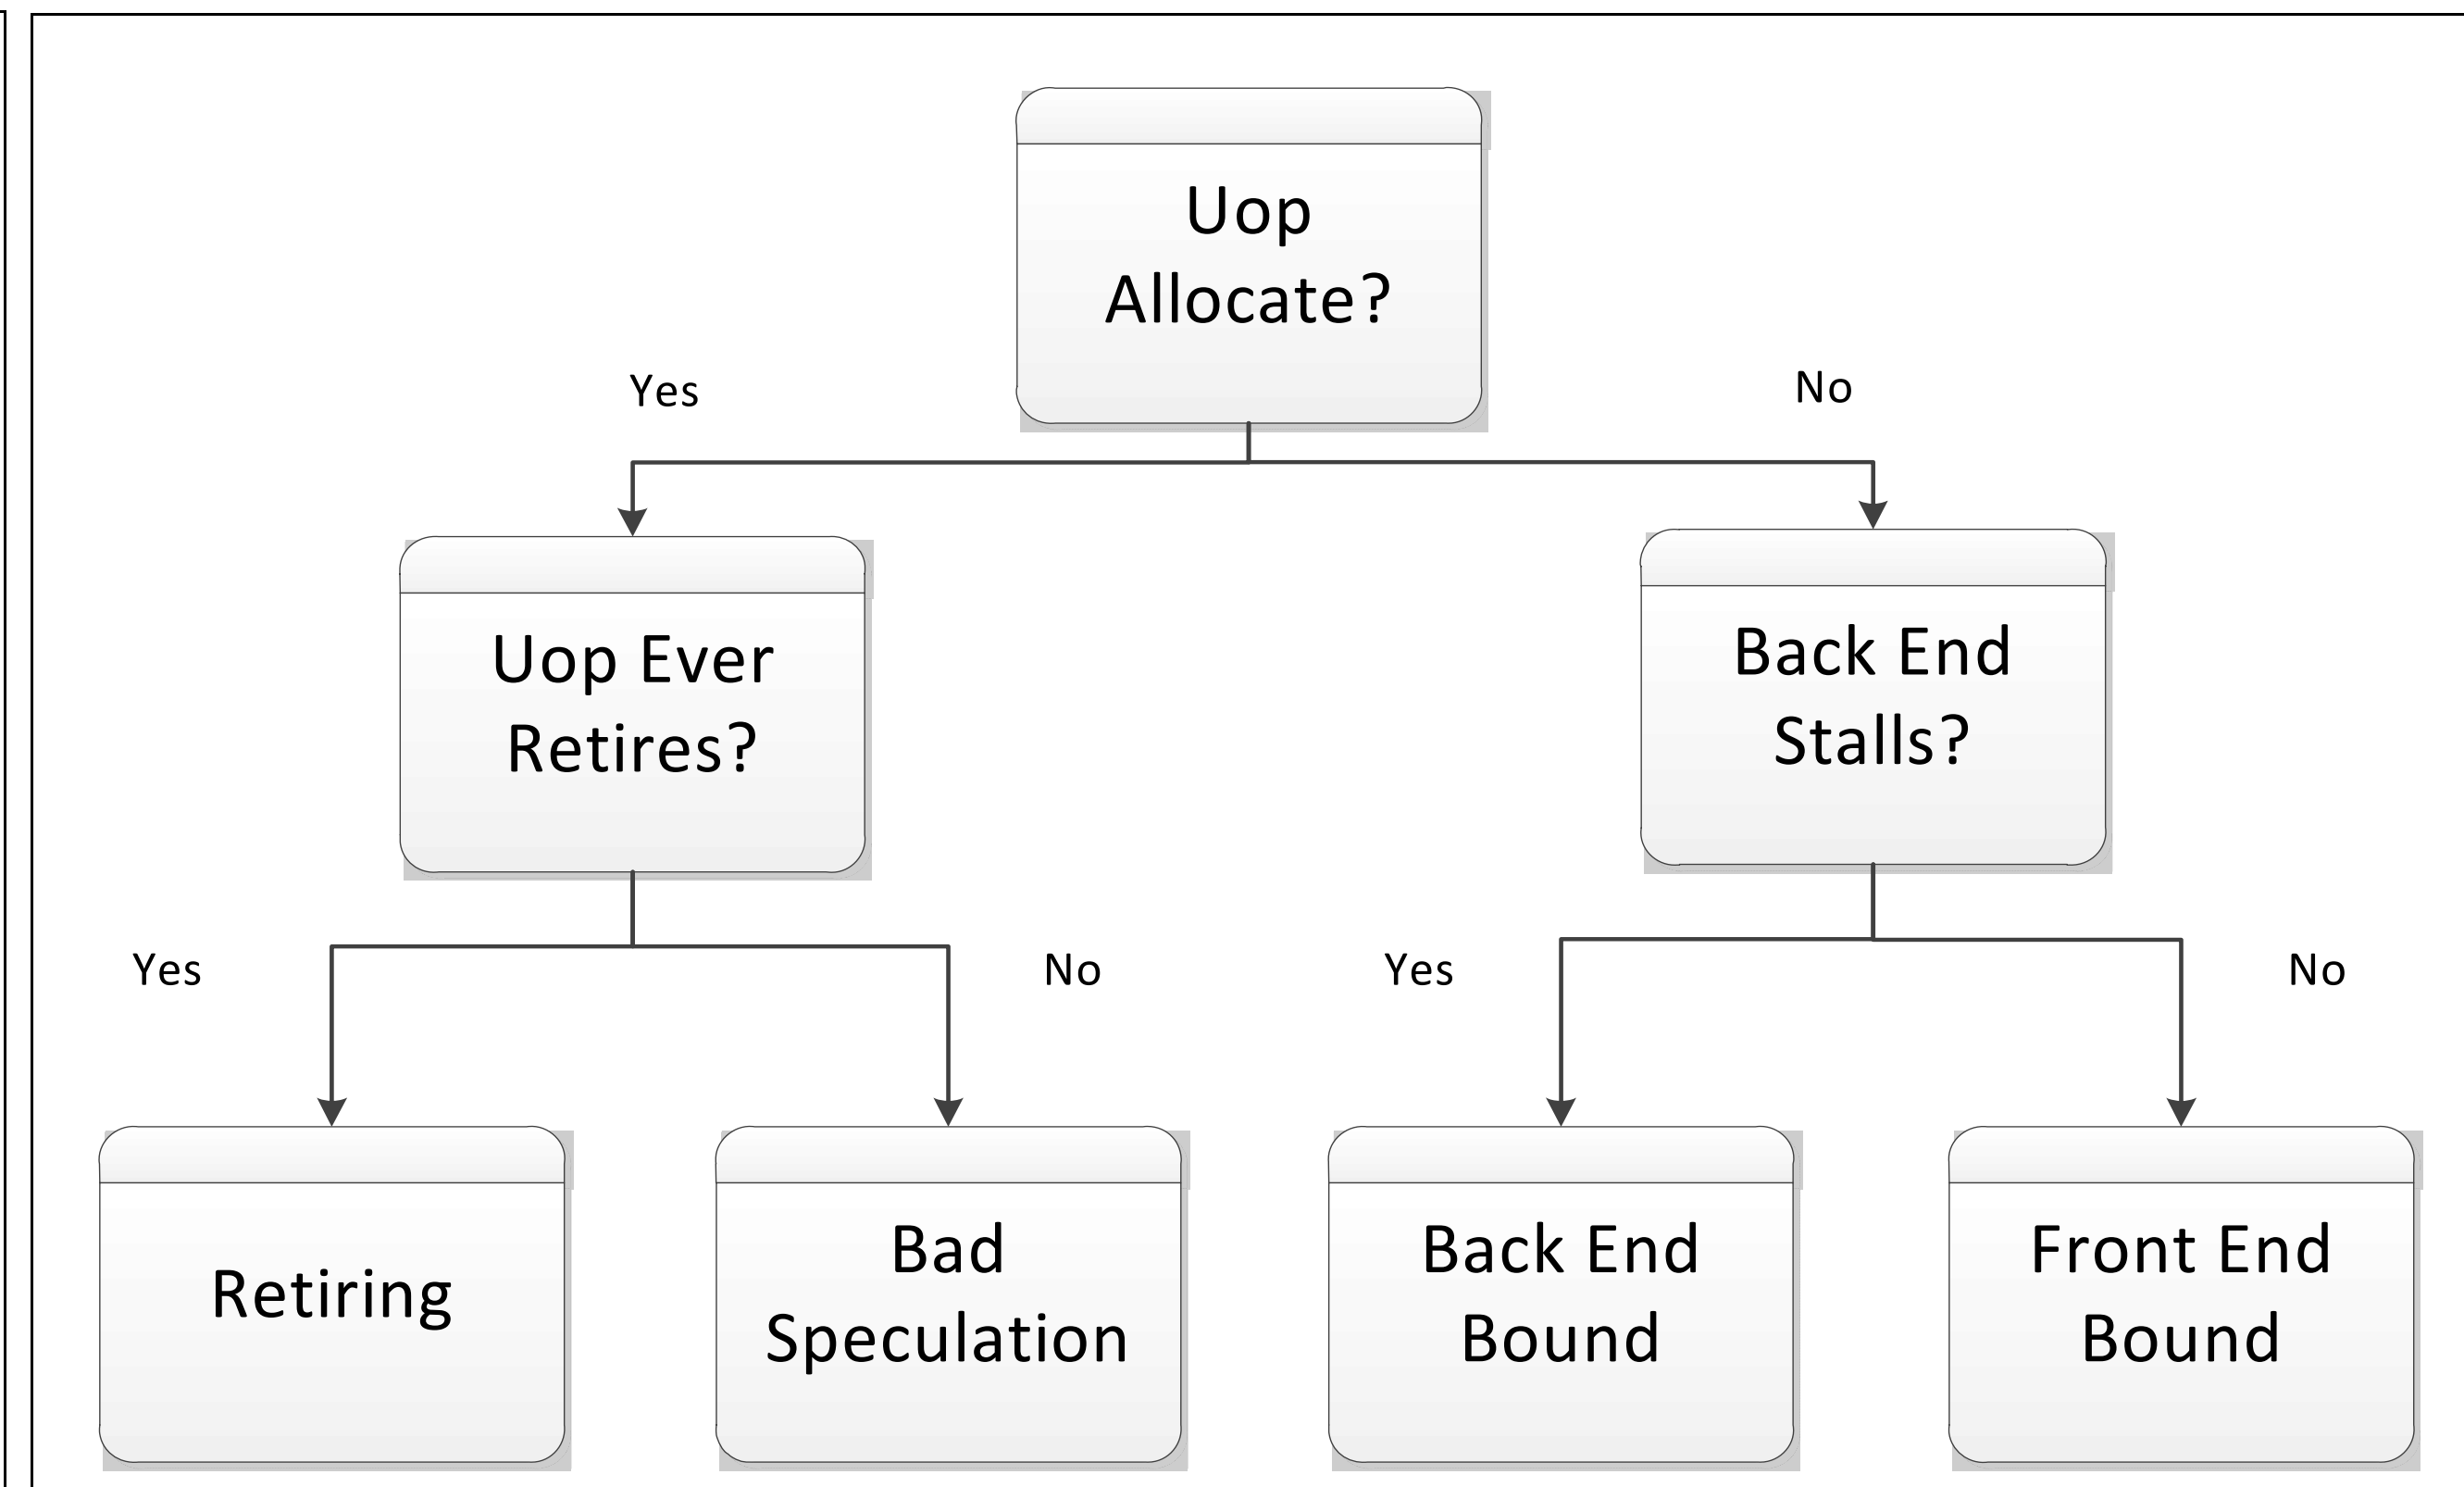 Uop
Allocate?
Yes
No
Uop Ever
Retires?
Back End
Stalls?
Yes
No
Yes
No
Retiring
Bad
Speculation
Back End
Bound
Front End
Bound